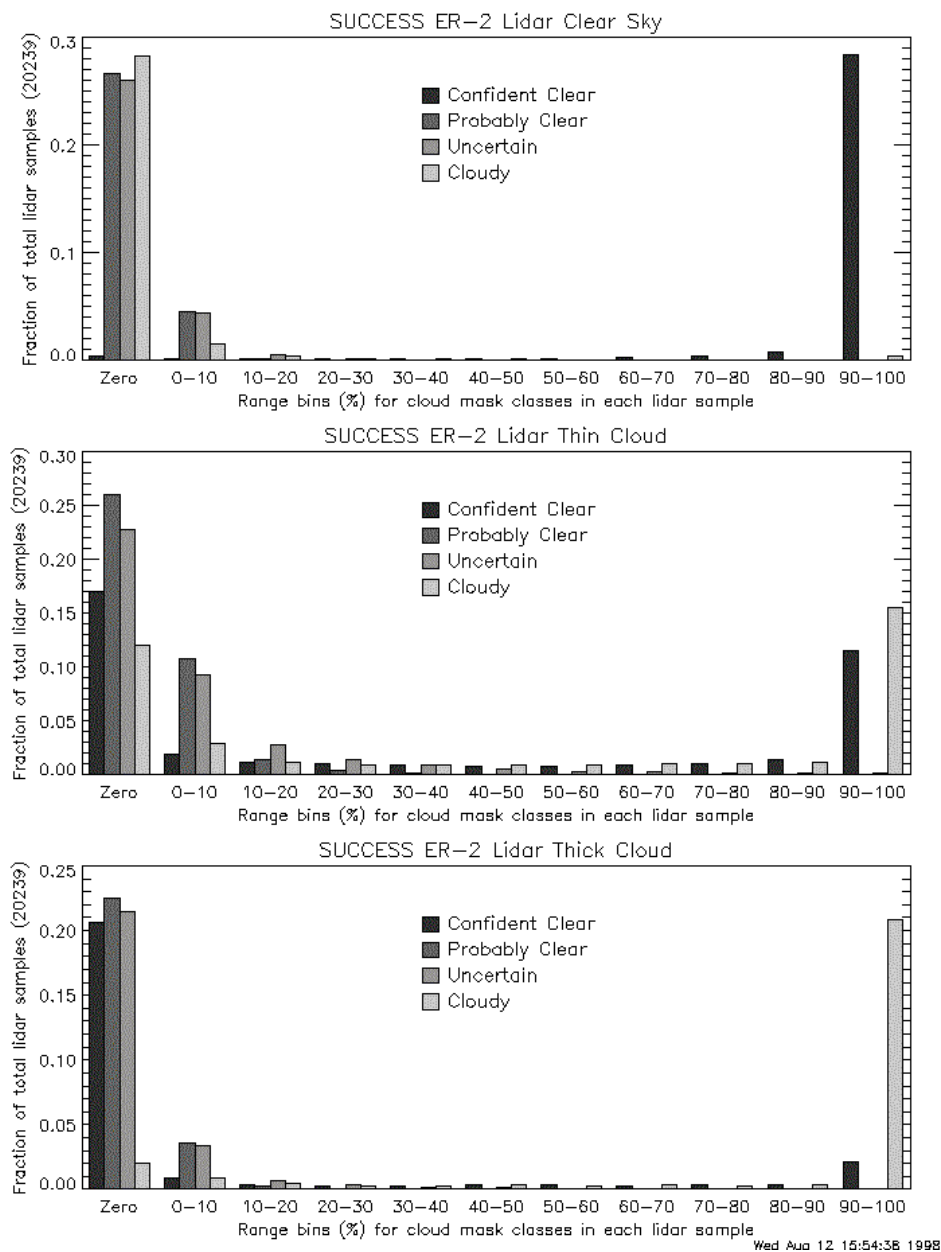 SUCCESS ER-2 Lidar Clear Sky
Fraction of total lidar samples (20239)
0.3
0.2
0.1
0.0
Confident Clear
Probably Clear
Uncertain
Cloudy
Zero 0-10 10-20 20-30 30-40 40-50 50-60 60-70 70-80 80-90 90-100
Range bins (%) for cloud mask classes in each lidar sample
SUCCESS ER-2 Lidar Thin Cloud
Fraction of total lidar samples (20239)
0.30
0.25
0.20
0.15
0.10
0.05
0.00
Confident Clear
Probably Clear
Uncertain
Cloudy
Zero 0-10 10-20 20-30 30-40 40-50 50-60 60-70 70-80 80-90 90-100
Range bins (%) for cloud mask classes in each lidar sample
SUCCESS ER-2 Lidar Thick Cloud
Fraction of total lidar samples (20239)
0.25
0.20
0.15
0.10
0.05
0.00
Confident Clear
Probably Clear
Uncertain
Cloudy
Zero 0-10 10-20 20-30 30-40 40-50 50-60 60-70 70-80 80-90 90-100
Range bins (%) for cloud mask classes in each lidar sample
Wed Aug 12 15:54:38 1998